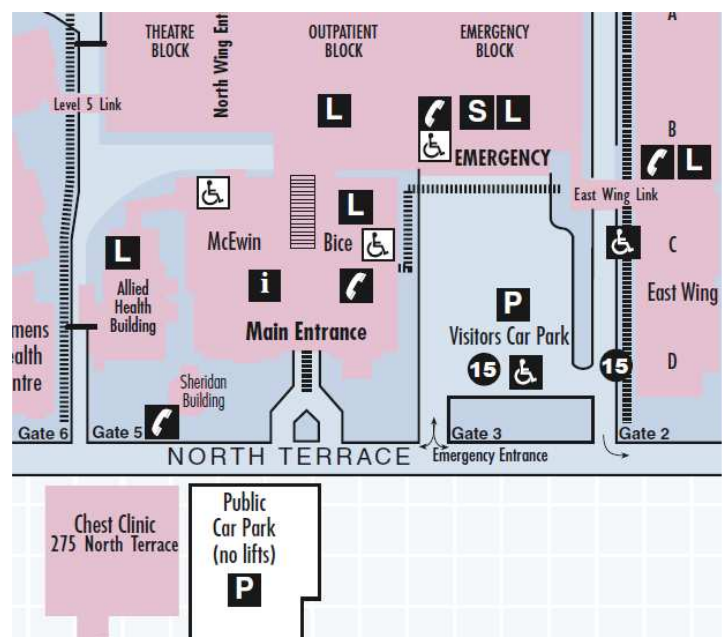 THEATRE
BLOCK
North Wing Ent
OUTPATIENT
BLOCK
EMERGENCY
BLOCK
A
Level 5 Link
L
S L
B
EMERGENCY
L
East Wing Link
McEwin
L
Bice
C
L
Allied
Health
Building
i
P
East Wing
Main Entrance
Visitors Car Park
15
15
D
mens
ealth
ntre
Sheridan
Building
Gate 6
Gate 5
Gate 3
Gate 2
NORTH TERRACE
Emergency Entrance
Chest Clinic
275 North Terrace
Public
Car Park
(no lifts)
P